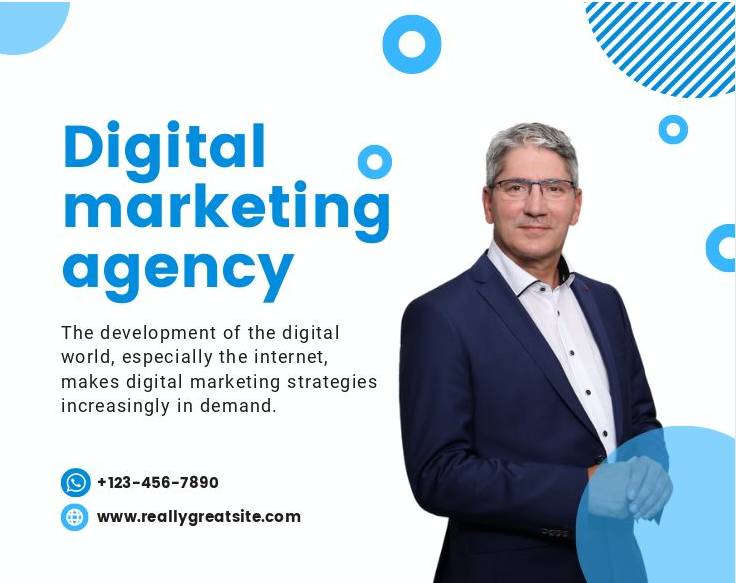 Digital
marketing
agency
The development of the digital
world, especially the internet,
makes digital marketing strategies
increasingly in demand.
+123-456-7890
www.reallygreatsite.com